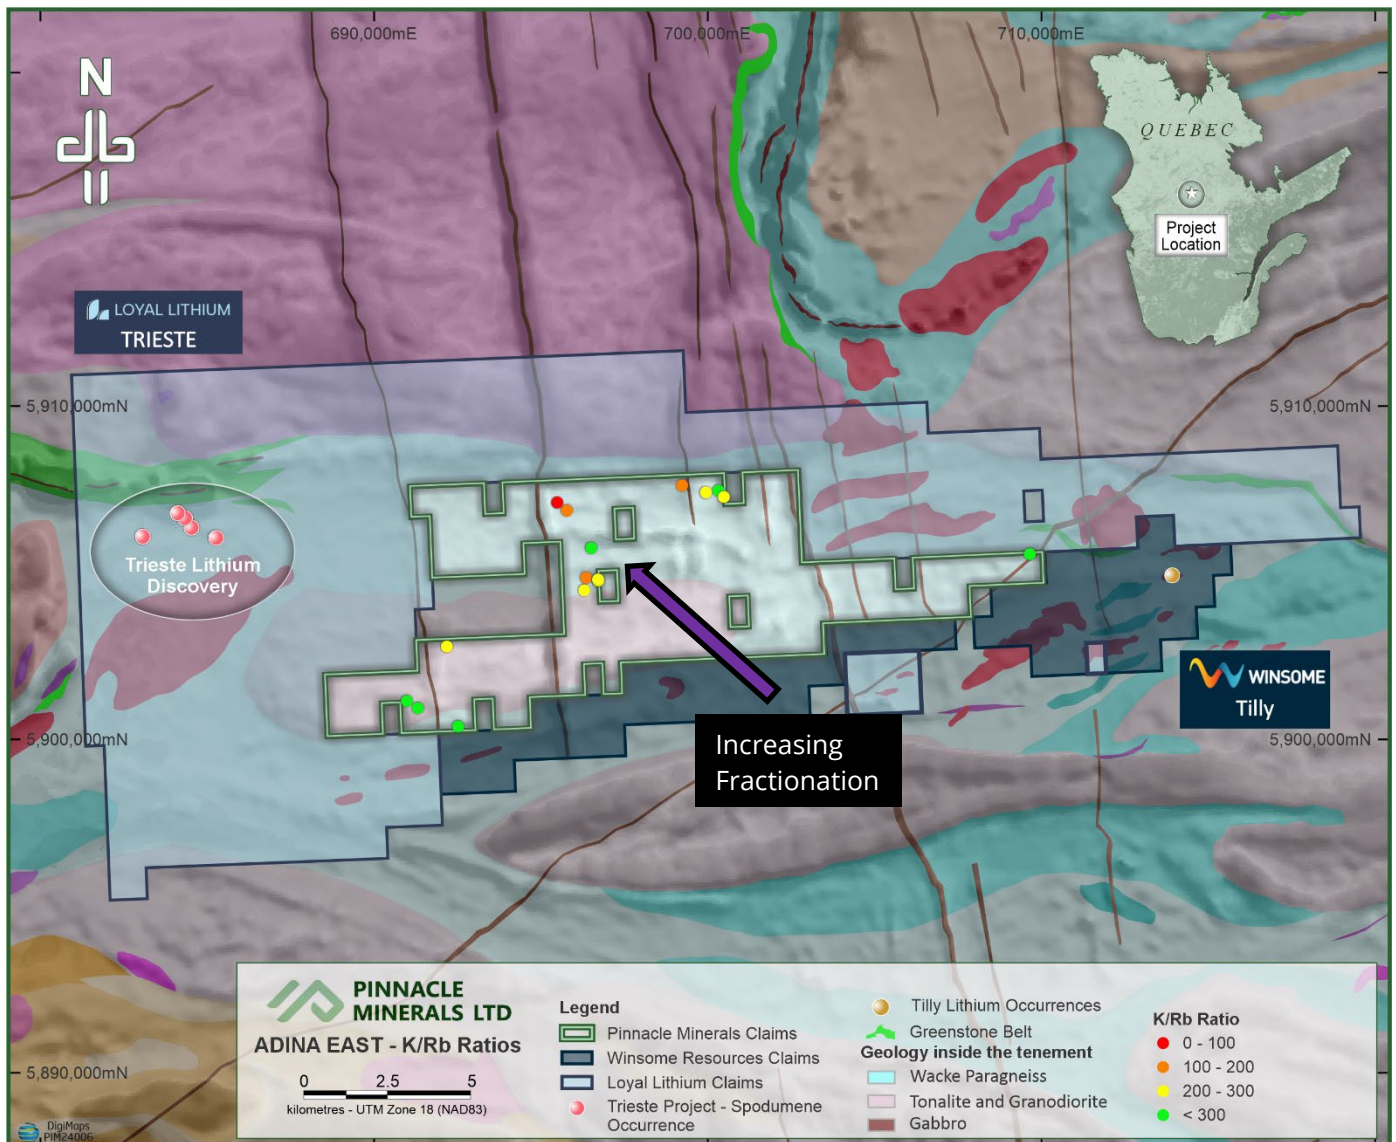 690,000mE
700,000mE
710,000mE
N
QUEBEC
Project
Location
LOYAL LITHIUM
TRIESTE
5,910,000mN
5,910,000mN
Trieste Lithium
Discovery
WINSOME
Tilly
Increasing
Fractionation
5,900,000mN
5,900,000mN
5,890,000mN
PINNACLE
MINERALS LTD
ADINA EAST - K/Rb Ratios
0 2.5 5
kilometres - UTM Zone 18 (NAD83)
Legend
Pinnacle Minerals Claims
Winsome Resources Claims
Loyal Lithium Claims
Trieste Project - Spodumene
Occurrence
Tilly Lithium Occurrences
Greenstone Belt
Geology inside the tenement
Wacke Paragneiss
Tonalite and Granodiorite
Gabbro
K/Rb Ratio
0 - 100
100 - 200
200 - 300
< 300
DigiMaps
PIM24006